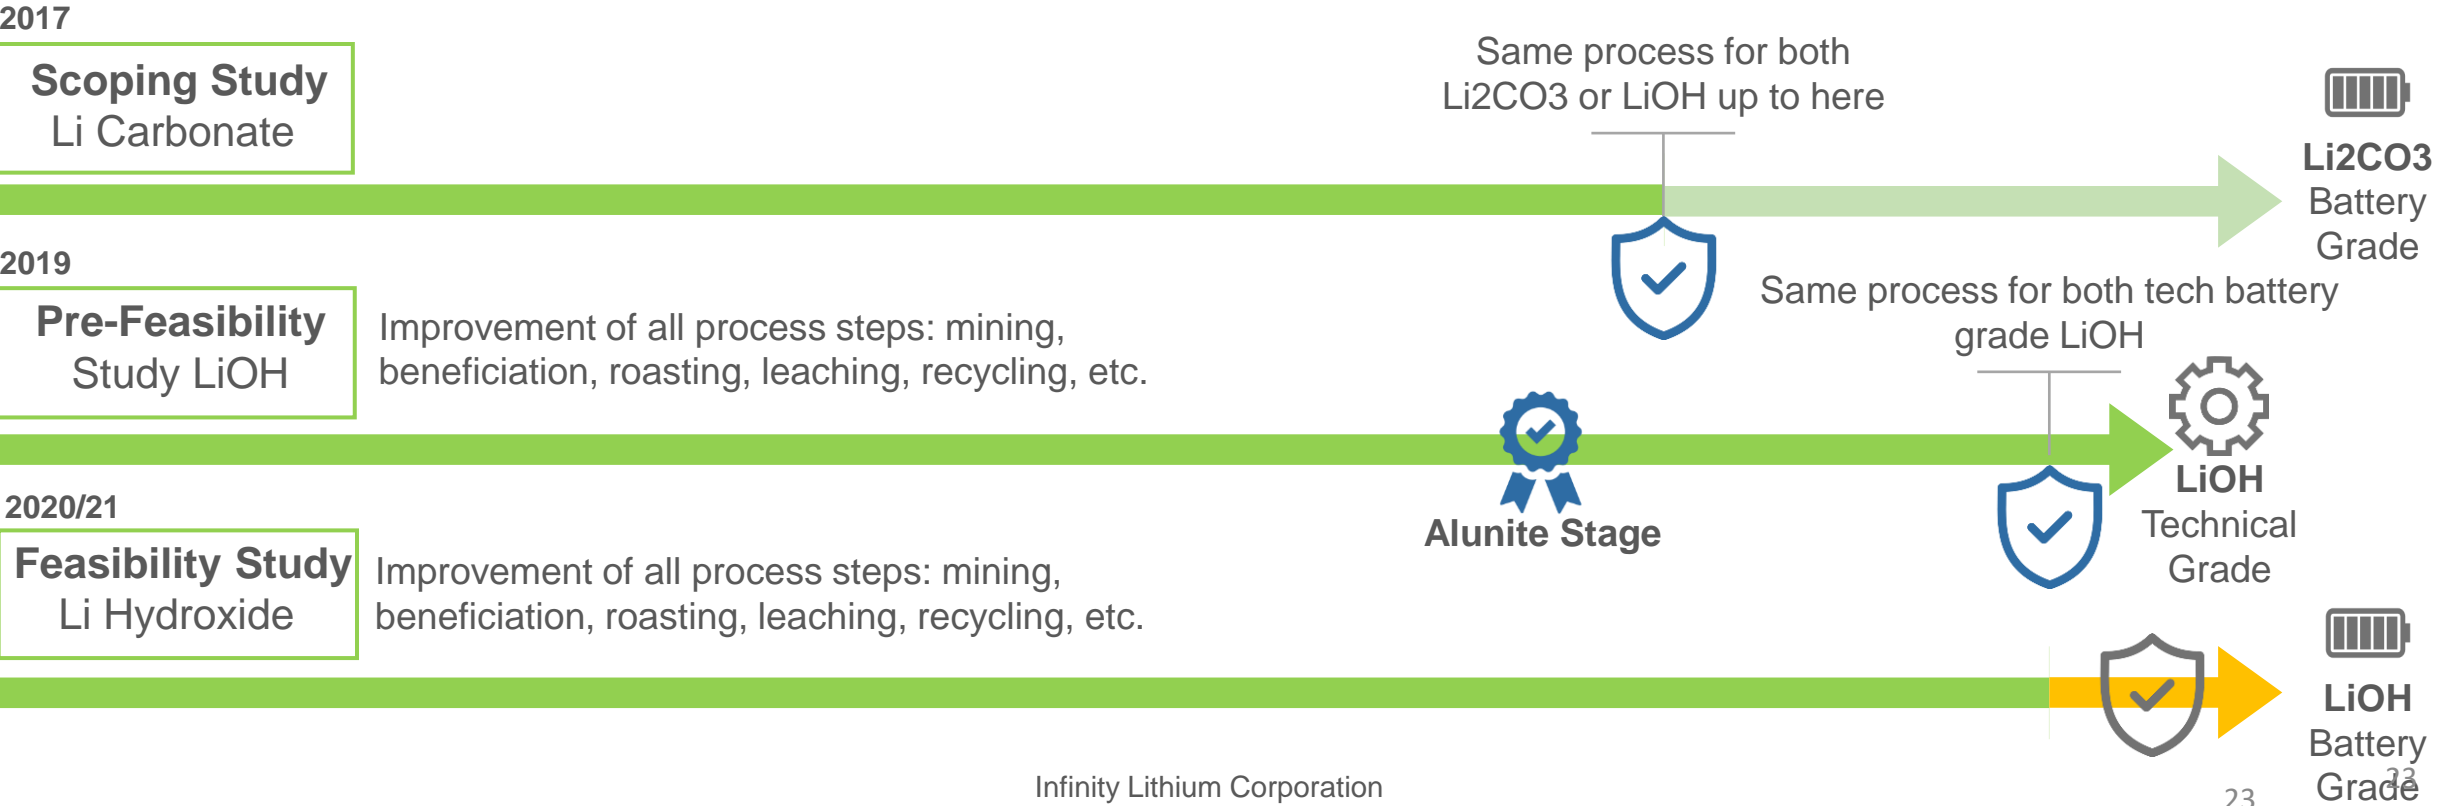 2017
Scoping Study
Li Carbonate
Same process for both
Li2CO3 or LiOH up to here
Li2CO3
Battery
Grade
2019
Pre-Feasibility
Study LiOH
Improvement of all process steps: mining,
beneficiation, roasting, leaching, recycling, etc.
Same process for both tech battery
grade LiOH
Alunite Stage
LiOH
Technical
Grade
2020/21
Feasibility Study
Li Hydroxide
Improvement of all process steps: mining,
beneficiation, roasting, leaching, recycling, etc.
LiOH
Battery
Grade
Infinity Lithium Corporation
23
23